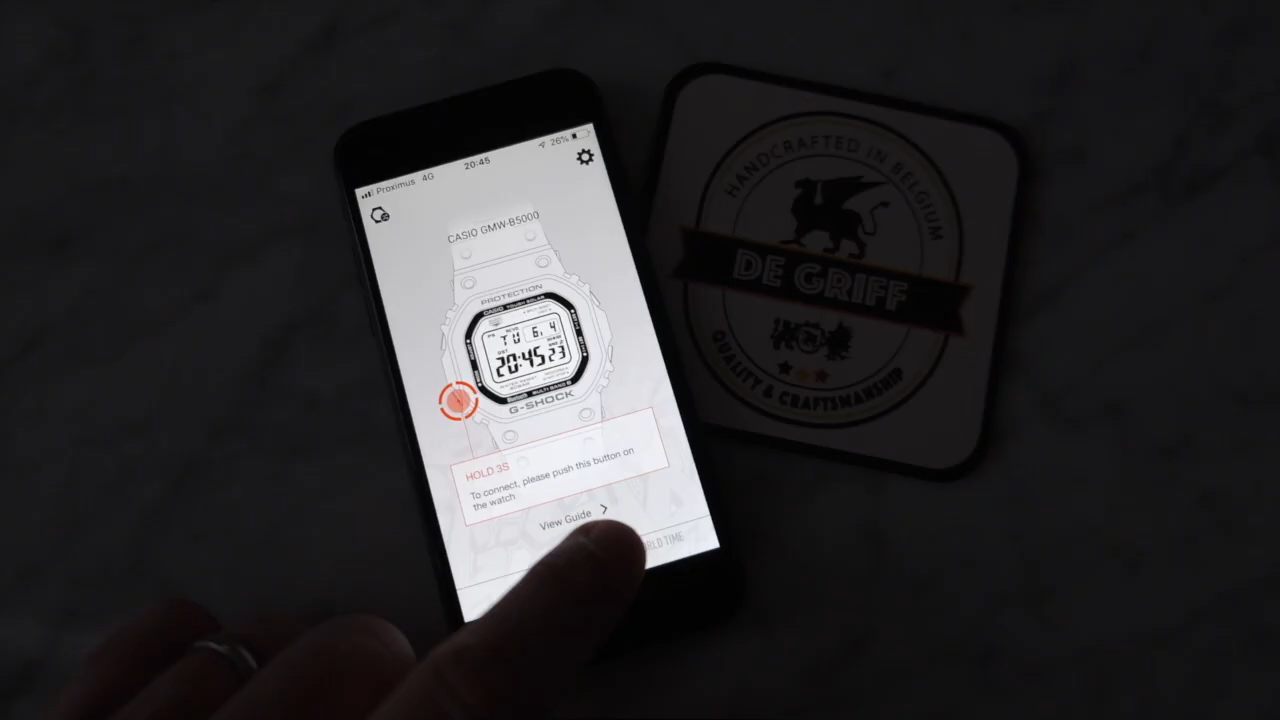 Proximus 4G
20:45
26%
CASIO GMW-B5000
PROTECTION
CASIO TOUGH SOLAR
TU 6. 4
20:45 23
Bluetooth MULTI BAND 6
G-SHOCK
HOLD 3S
To connect, please push this button on
the watch
View Guide >
RLD TIME
HANDCRAFTED IN BELGIUM
DE GRIFF
QUALITY & CRAFTSMANSHIP